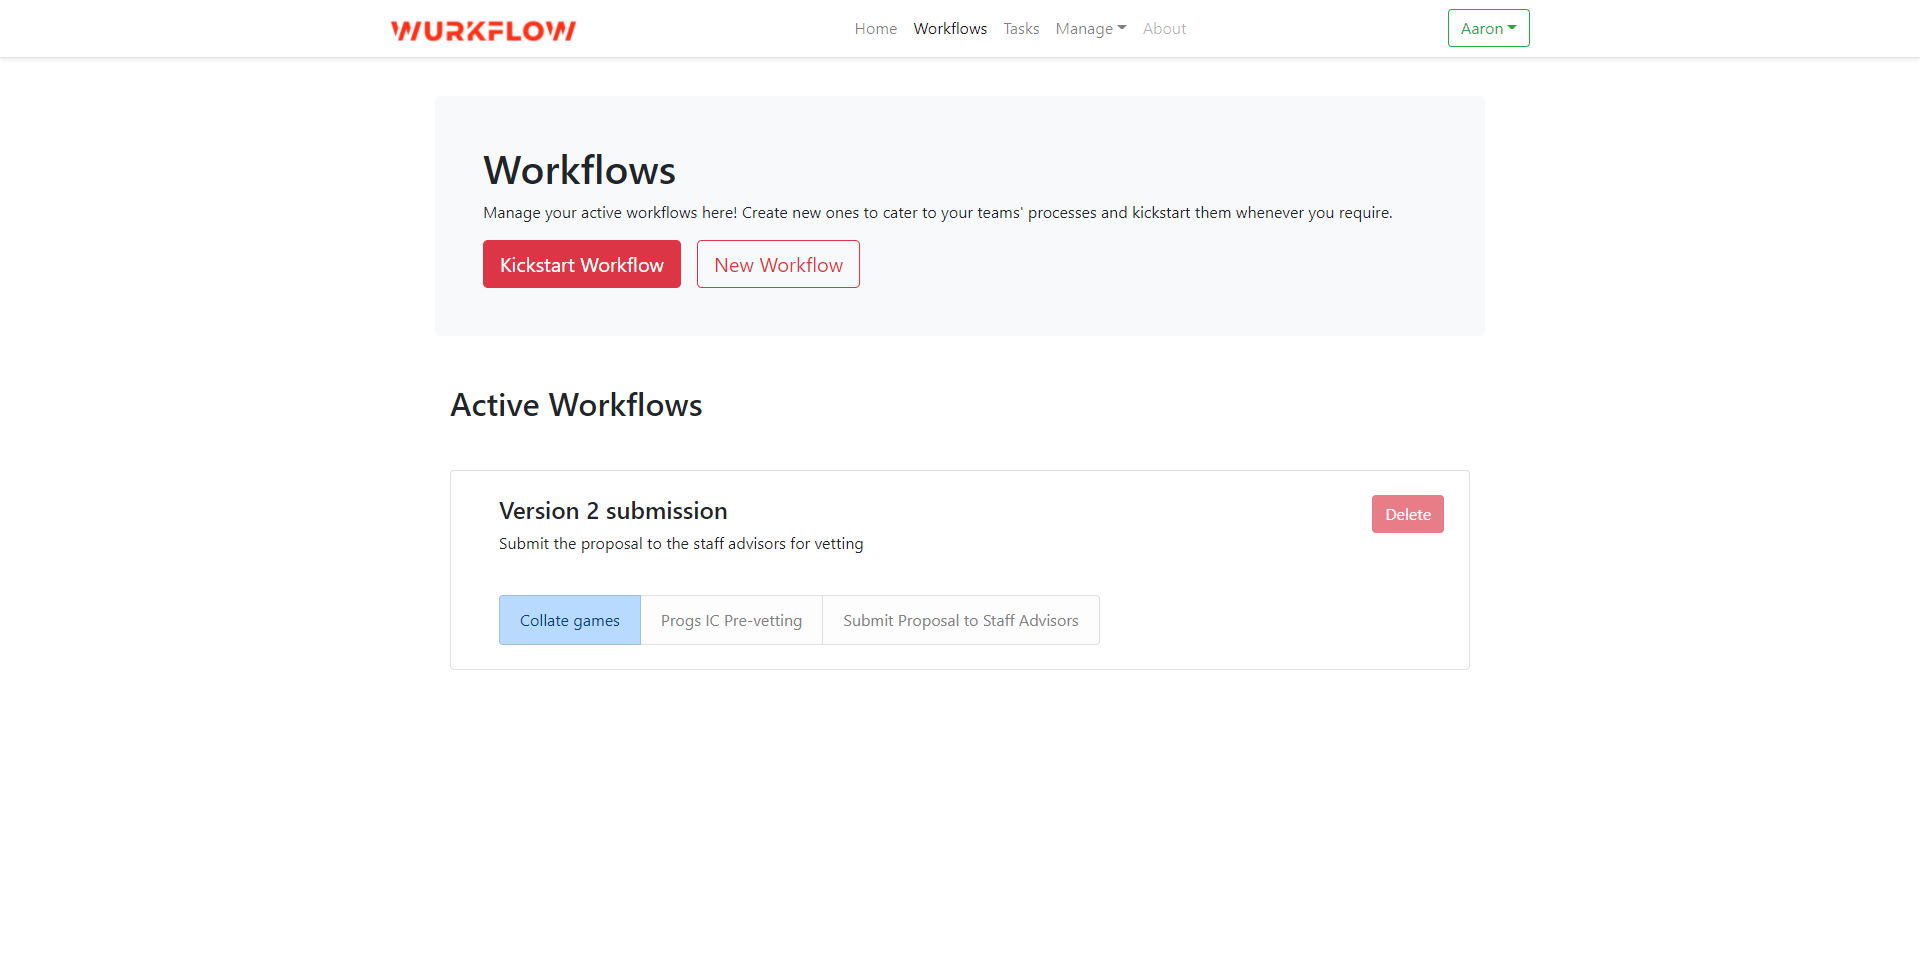 WURKFLOW Home Workflows Tasks Manage About Aaron
Workflows
Manage your active workflows here! Create new ones to cater to your teams' processes and kickstart them whenever you require.
Kickstart Workflow New Workflow
Active Workflows
Version 2 submission Delete
Submit the proposal to the staff advisors for vetting
Collate games Progs IC Pre-vetting Submit Proposal to Staff Advisors